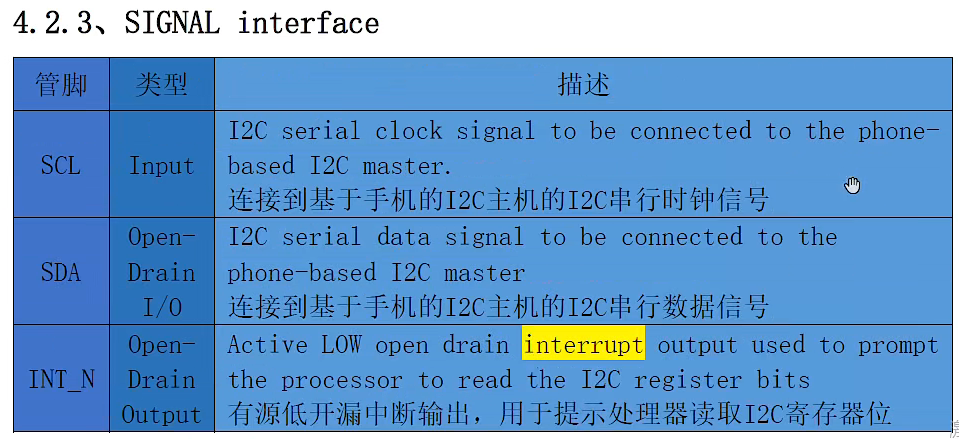 4.2.3、SIGNAL interface
管脚 类型 描述
SCL Input
I2C serial clock signal to be connected to the phone-
based I2C master.
连接到基于手机的I2C主机的I2C串行时钟信号
SDA
Open-
Drain
I/O
I2C serial data signal to be connected to the
phone-based I2C master
连接到基于手机的I2C主机的I2C串行数据信号
INT_N
Open-
Drain
Output
Active LOW open drain interrupt output used to prompt
the processor to read the I2C register bits
有源低开漏中断输出，用于提示处理器读取I2C寄存器位